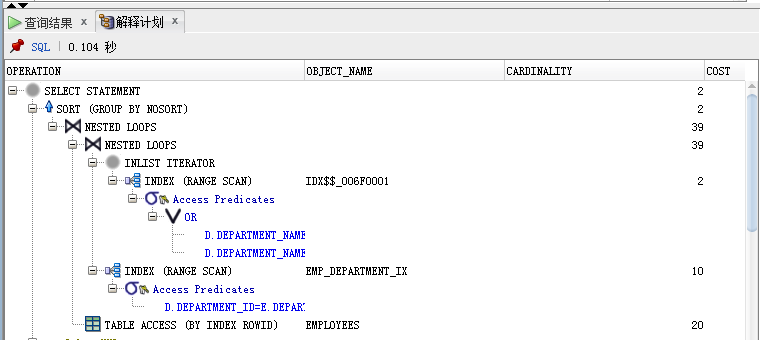 查询结果 × 解释计划 ×
SQL | 0.104 秒
OPERATION OBJECT_NAME CARDINALITY COST
SELECT STATEMENT 2
SORT (GROUP BY NOSORT) 2
NESTED LOOPS 39
NESTED LOOPS 39
INLIST ITERATOR
INDEX (RANGE SCAN) IDX$$_006F0001 2
Access Predicates
OR
D.DEPARTMENT_NAME
D.DEPARTMENT_NAME
INDEX (RANGE SCAN) EMP_DEPARTMENT_IX 10
Access Predicates
D.DEPARTMENT_ID=E.DEPAR
TABLE ACCESS (BY INDEX ROWID) EMPLOYEES 20